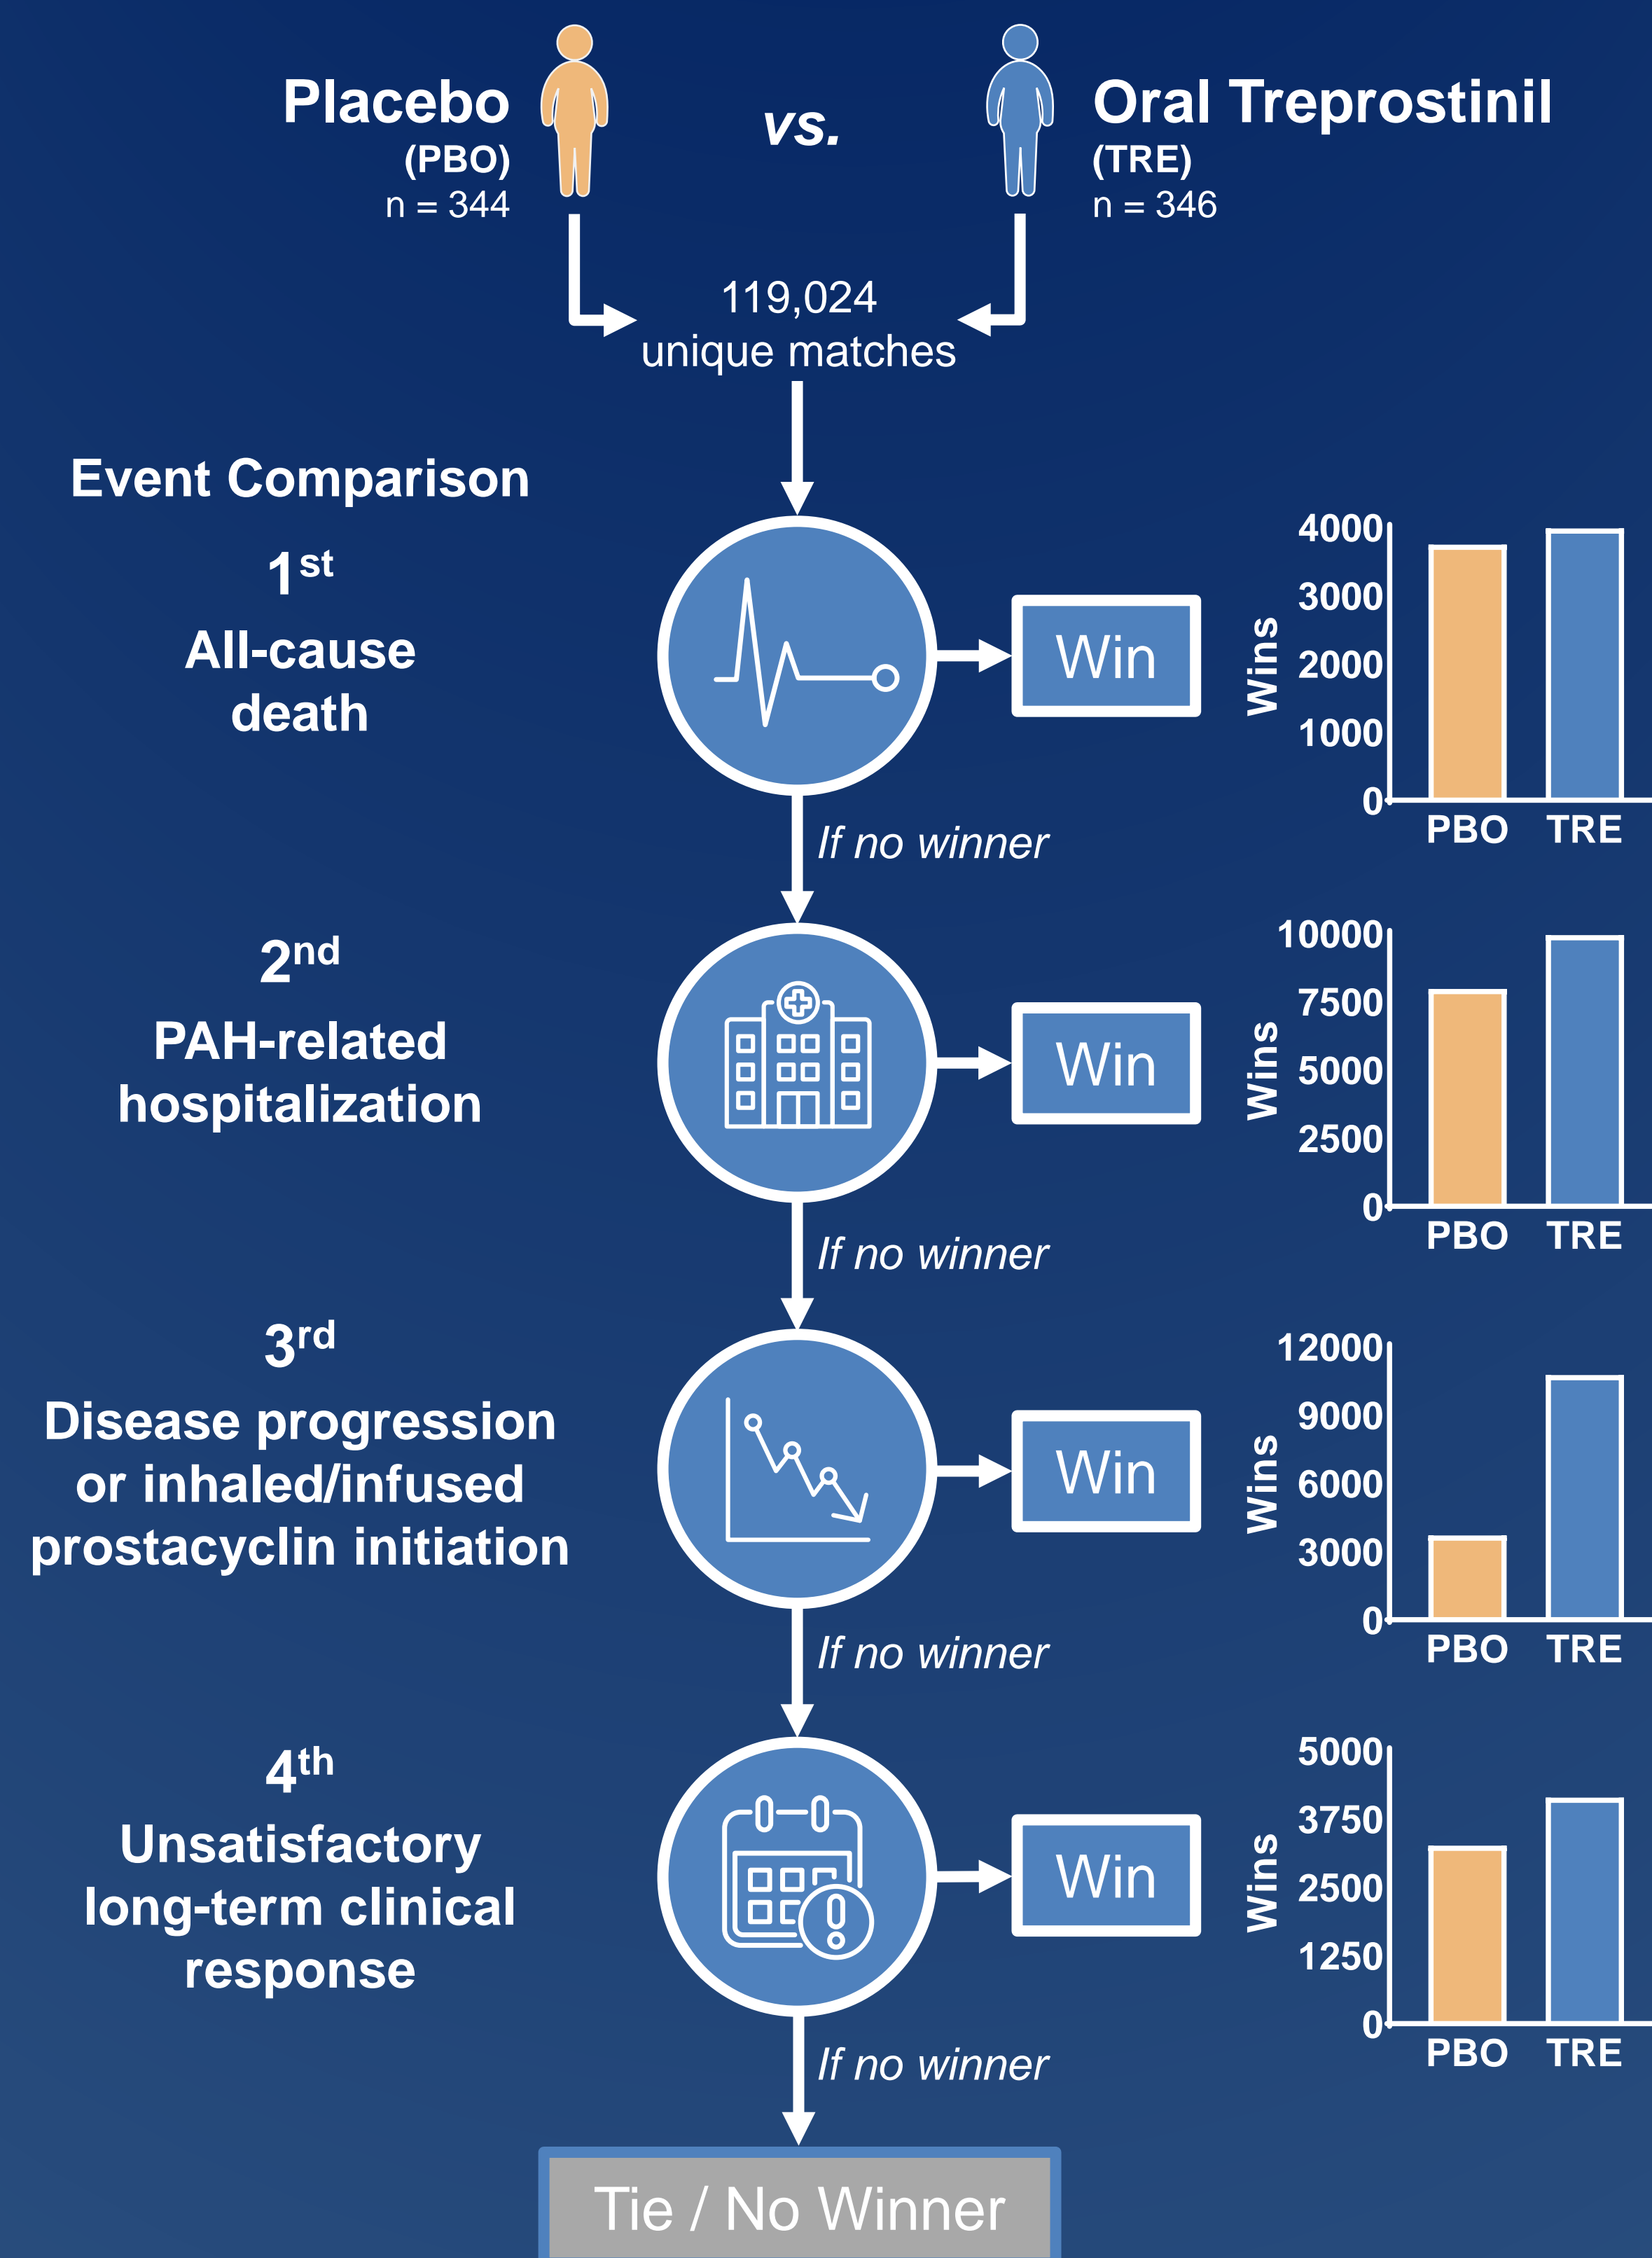 Placebo
(PBO)
n = 344
vs.
Oral Treprostinil
(TRE)
n = 346
119,024
unique matches
Event Comparison
1st
All-cause
death
Win
Wins
4000
3000
2000
1000
0
PBO TRE
If no winner
2nd
PAH-related
hospitalization
Win
Wins
10000
7500
5000
2500
0
PBO TRE
If no winner
3rd
Disease progression
or inhaled/infused
prostacyclin initiation
Win
Wins
12000
9000
6000
3000
0
PBO TRE
If no winner
4th
Unsatisfactory
long-term clinical
response
Win
Wins
5000
3750
2500
1250
0
PBO TRE
If no winner
Tie / No Winner